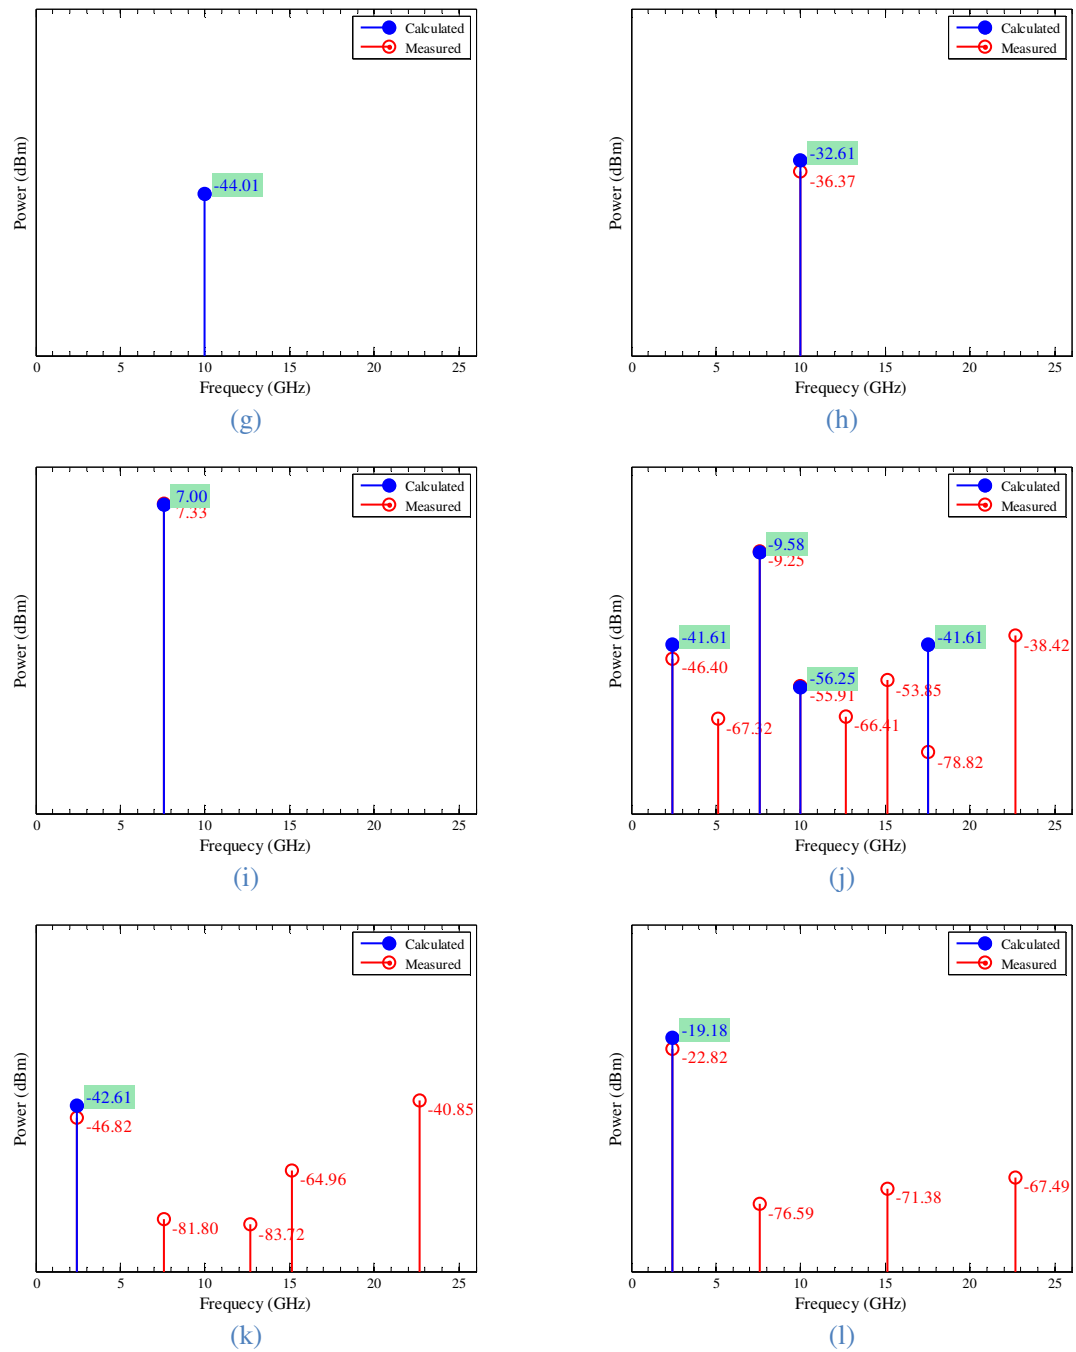 Calculated
Measured
-44.01
Power (dBm)
0 5 10 15 20 25
Frequecy (GHz)
(g)
Calculated
Measured
-32.61
-36.37
Power (dBm)
0 5 10 15 20 25
Frequecy (GHz)
(h)
Calculated
Measured
7.00
7.33
Power (dBm)
0 5 10 15 20 25
Frequecy (GHz)
(i)
Calculated
Measured
-9.58
-9.25
-41.61
-46.40
-41.61
-38.42
-56.25
-55.91
-53.85
-67.32
-66.41
-78.82
Power (dBm)
0 5 10 15 20 25
Frequecy (GHz)
(j)
Calculated
Measured
-42.61
-46.82
-40.85
-64.96
-81.80
-83.72
Power (dBm)
0 5 10 15 20 25
Frequecy (GHz)
(k)
Calculated
Measured
-19.18
-22.82
-76.59
-71.38
-67.49
Power (dBm)
0 5 10 15 20 25
Frequecy (GHz)
(l)